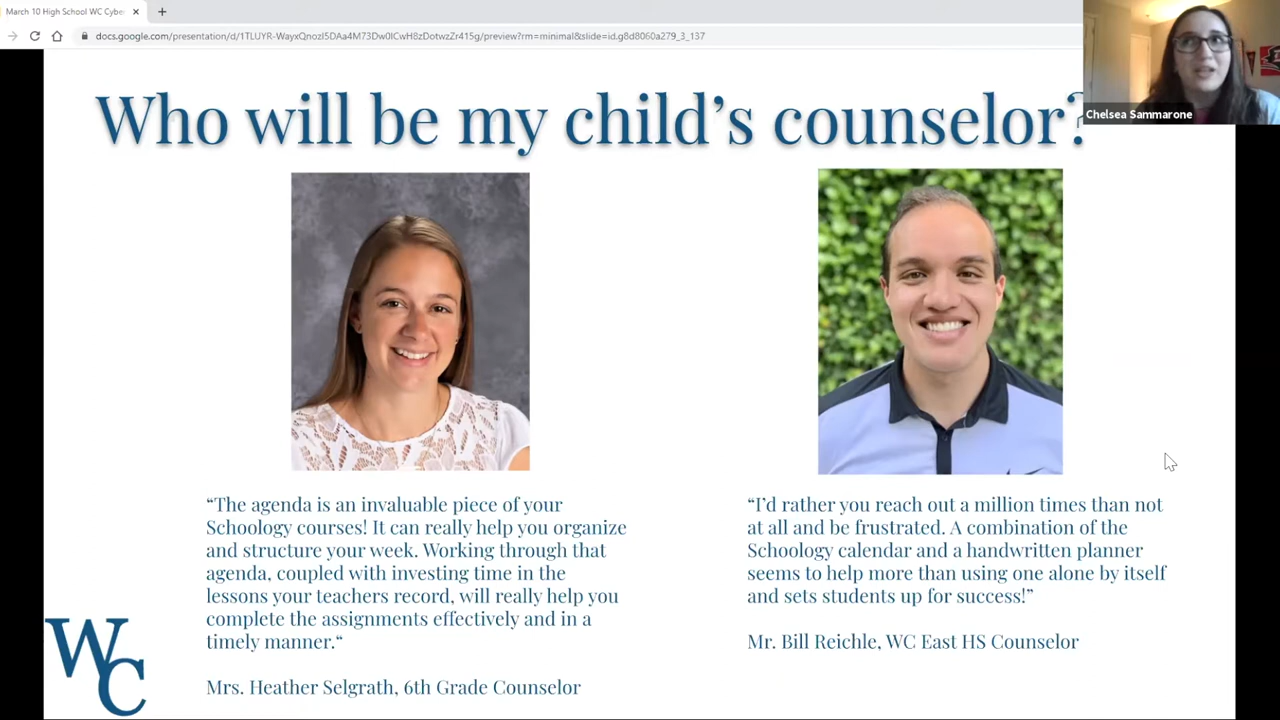 March 10 High School WC Cybe
docs.google.com/presentation/d/1TLUYR-WayxQnozI5DAa4M73Dw0ICwH8zDotwzZr415g/preview?rm=minimal&slide=id.g8d8060a279_3_137
Chelsea Sammarone
Who will be my child’s counselor?
“The agenda is an invaluable piece of your
Schoology courses! It can really help you organize
and structure your week. Working through that
agenda, coupled with investing time in the
lessons your teachers record, will really help you
complete the assignments effectively and in a
timely manner.“
Mrs. Heather Selgrath, 6th Grade Counselor
“I’d rather you reach out a million times than not
at all and be frustrated. A combination of the
Schoology calendar and a handwritten planner
seems to help more than using one alone by itself
and sets students up for success!”
Mr. Bill Reichle, WC East HS Counselor
WC